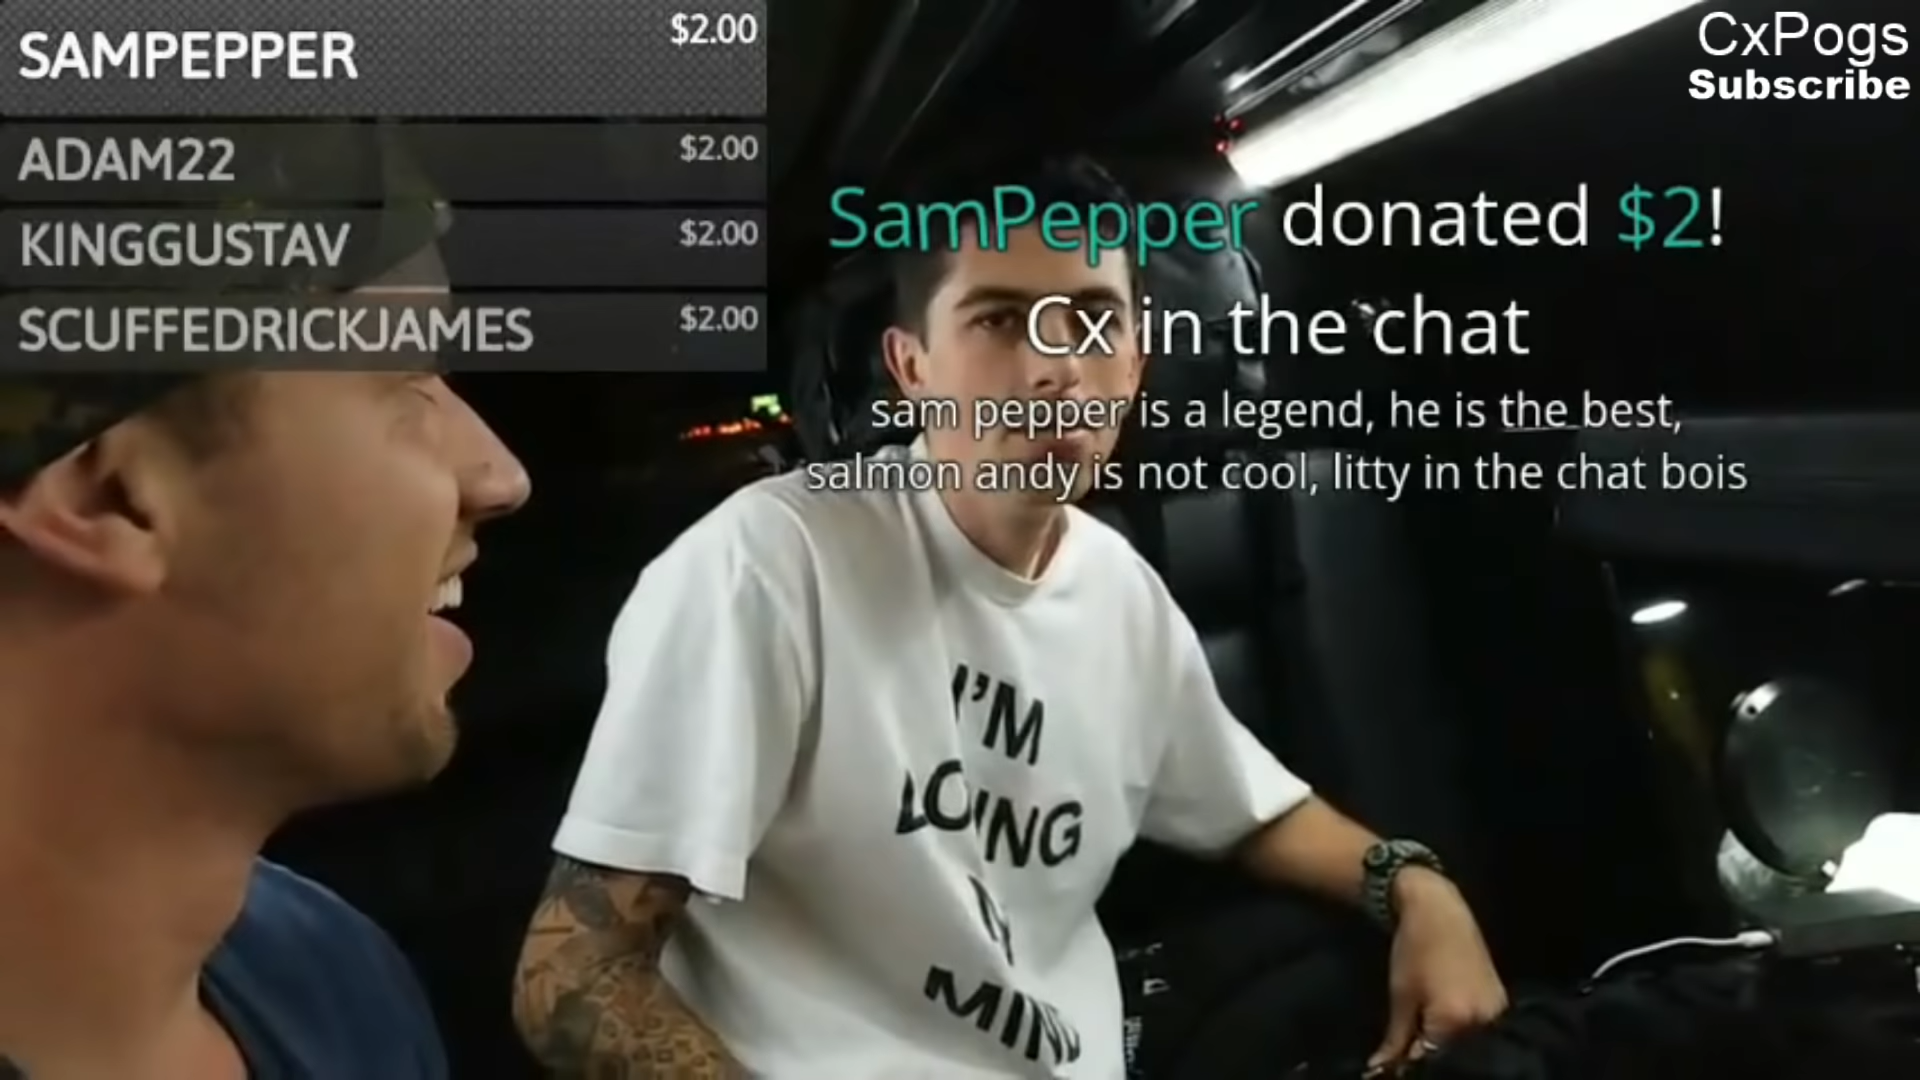 SAMPEPPER $2.00
ADAM22 $2.00
KINGGUSTAV $2.00
SCUFFEDRICKJAMES $2.00
CxPogs
Subscribe
SamPepper donated $2!
Cx in the chat
sam pepper is a legend, he is the best,
salmon andy is not cool, litty in the chat bois
I'M
MIND